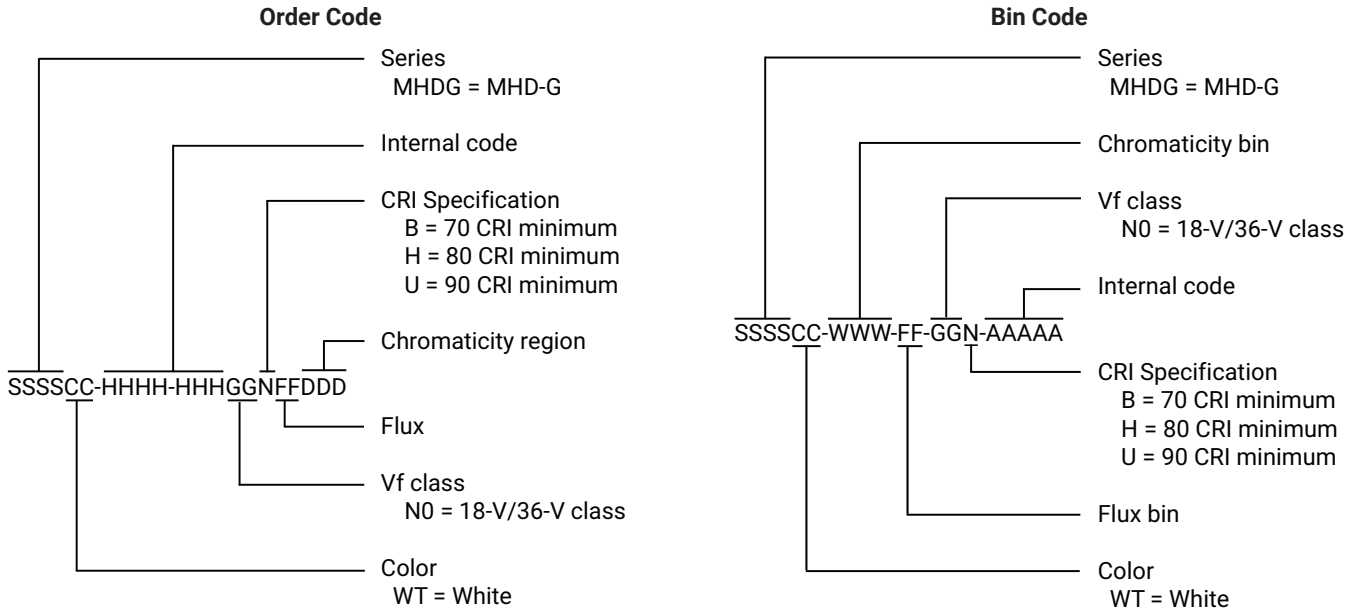 Order Code
Series
MHDG = MHD-G
Internal code
CRI Specification
B = 70 CRI minimum
H = 80 CRI minimum
U = 90 CRI minimum
Chromaticity region
SSSSCC-HHHH-HHHGGNFFDDD
Flux
Vf class
N0 = 18-V/36-V class
Color
WT = White
Bin Code
Series
MHDG = MHD-G
Chromaticity bin
Vf class
N0 = 18-V/36-V class
Internal code
SSSSCC-WWW-FF-GGN-AAAAA
CRI Specification
B = 70 CRI minimum
H = 80 CRI minimum
U = 90 CRI minimum
Flux bin
Color
WT = White